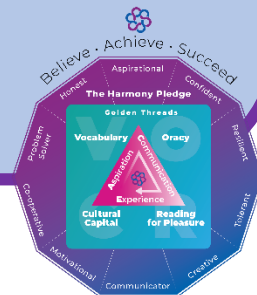 Believe · Achieve · Succeed
Aspirational
Honest
Confident
The Harmony Pledge
Problem Solver
Resilient
Golden Threads
VO
Vocabulary
Oracy
Aspiration
Communication
Experience
Cultural Capital
Reading for Pleasure
Co-operative
Tolerant
Motivational
Creative
Communicator